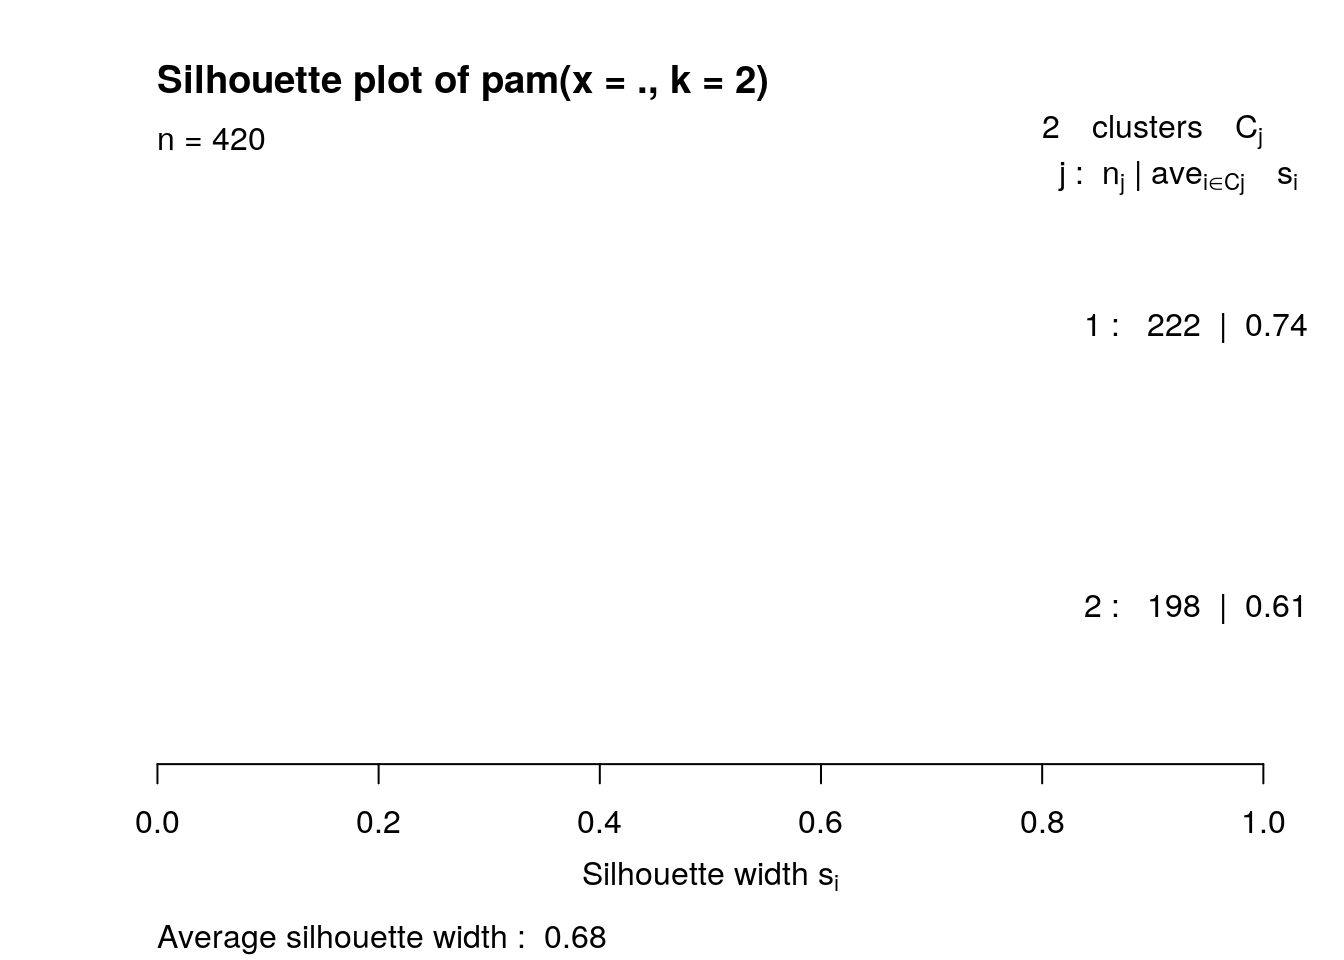 Silhouette plot of pam(x = ., k = 2)
n = 420
2 clusters Cj
j : nj | avei∈Cj si
1 : 222 | 0.74
2 : 198 | 0.61
0.0 0.2 0.4 0.6 0.8 1.0
Silhouette width si
Average silhouette width : 0.68